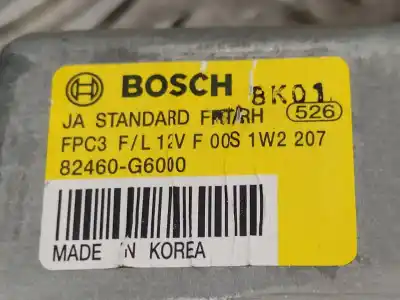 BOSCH 8K01
JA STANDARD FRT/RH 526
FPC3 F/L 12V F 00S 1W2 207
82460-G6000
MADE IN KOREA